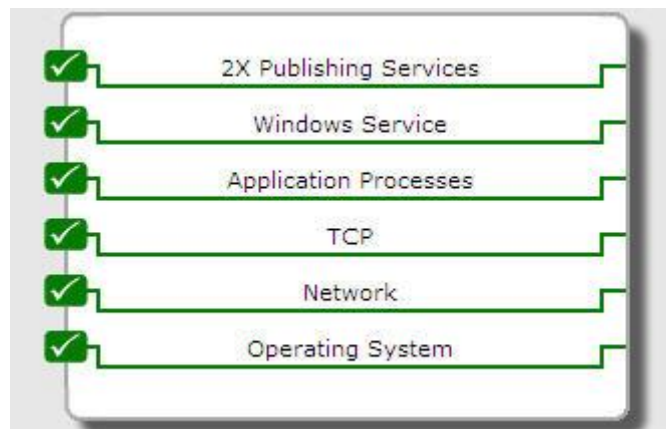 2X Publishing Services
Windows Service
Application Processes
TCP
Network
Operating System